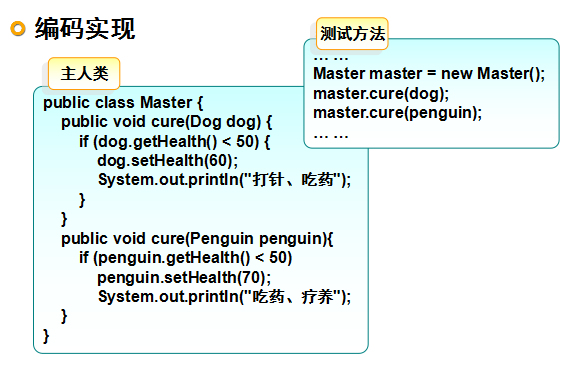 编码实现
主人类
public class Master {
public void cure(Dog dog) {
if (dog.getHealth() < 50) {
dog.setHealth(60);
System.out.println("打针、吃药");
}
}
public void cure(Penguin penguin){
if (penguin.getHealth() < 50)
penguin.setHealth(70);
System.out.println("吃药、疗养");
}
}
测试方法
… …
Master master = new Master();
master.cure(dog);
master.cure(penguin);
… …